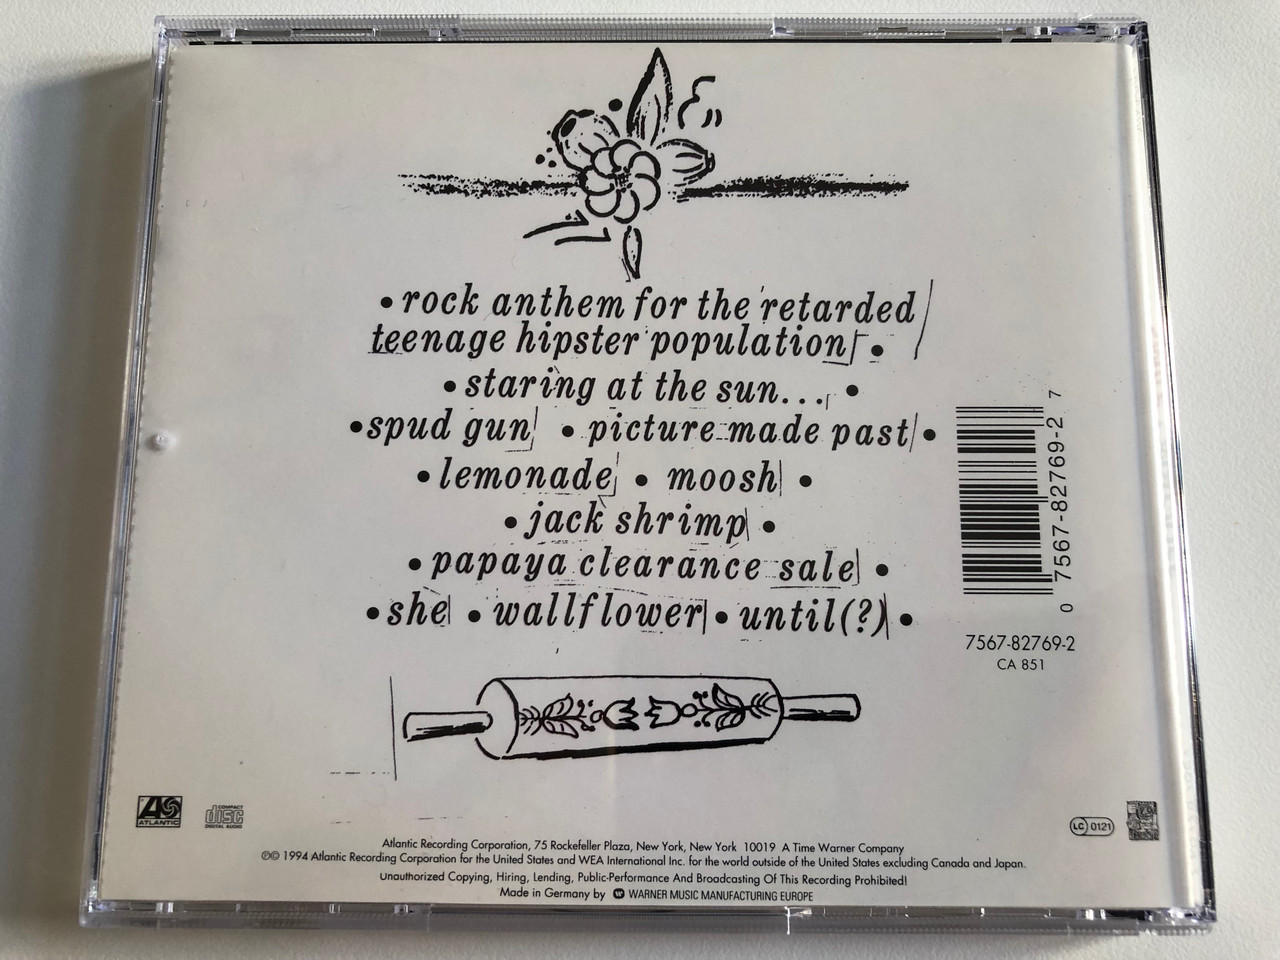 • rock anthem for the retarded
teenage hipster population •
• staring at the sun... •
• spud gun • picture made past •
• lemonade • moosh •
• jack shrimp •
• papaya clearance sale •
• she • wallflower • until(?) •
0 7567-82769-2 7
7567-82769-2
CA 851
ATLANTIC
COMPACT
disc
DIGITAL AUDIO
LC 0121
Atlantic Recording Corporation, 75 Rockefeller Plaza, New York, New York 10019 A Time Warner Company
℗© 1994 Atlantic Recording Corporation for the United States and WEA International Inc. for the world outside of the United States excluding Canada and Japan.
Unauthorized Copying, Hiring, Lending, Public-Performance And Broadcasting Of This Recording Prohibited!
Made in Germany by WARNER MUSIC MANUFACTURING EUROPE